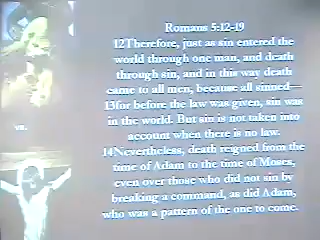 Romans 5:12-19
12Therefore, just as sin entered the
world through one man, and death
through sin, and in this way death
came to all men, because all sinned—
13for before the law was given, sin was
in the world. But sin is not taken into
account when there is no law.
14Nevertheless, death reigned from the
time of Adam to the time of Moses,
even over those who did not sin by
breaking a command, as did Adam,
who was a pattern of the one to come.
vs.